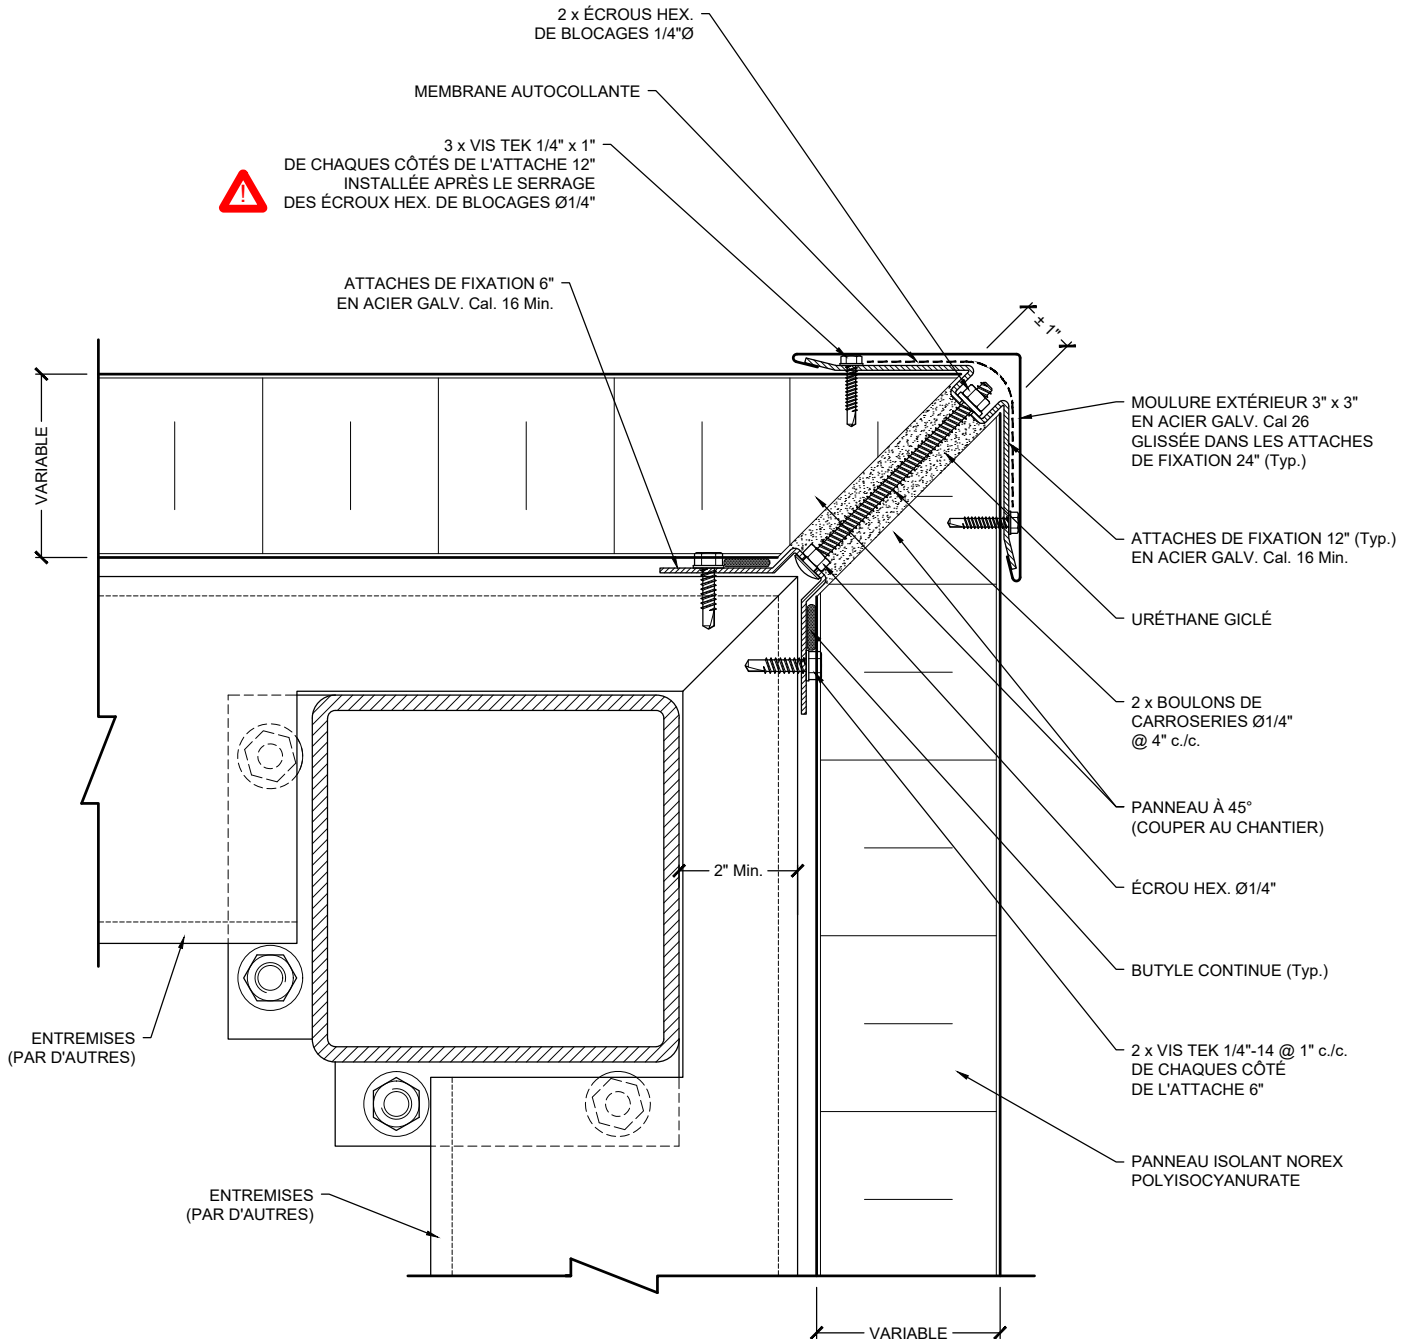 2 x ÉCROUS HEX.
DE BLOCAGES 1/4"Ø
MEMBRANE AUTOCOLLANTE
3 x VIS TEK 1/4" x 1"
DE CHAQUES CÔTÉS DE L'ATTACHE 12"
INSTALLÉE APRÈS LE SERRAGE
DES ÉCROUX HEX. DE BLOCAGES Ø1/4"
!
ATTACHES DE FIXATION 6"
EN ACIER GALV. Cal. 16 Min.
± 1"
VARIABLE
MOULURE EXTÉRIEUR 3" x 3"
EN ACIER GALV. Cal 26
GLISSÉE DANS LES ATTACHES
DE FIXATION 24" (Typ.)
ATTACHES DE FIXATION 12" (Typ.)
EN ACIER GALV. Cal. 16 Min.
URÉTHANE GICLÉ
2 x BOULONS DE
CARROSERIES Ø1/4"
@ 4" c./c.
PANNEAU À 45°
(COUPER AU CHANTIER)
2" Min.
ÉCROU HEX. Ø1/4"
BUTYLE CONTINUE (Typ.)
ENTREMISES
(PAR D'AUTRES)
2 x VIS TEK 1/4"-14 @ 1" c./c.
DE CHAQUES CÔTÉ
DE L'ATTACHE 6"
PANNEAU ISOLANT NOREX
POLYISOCYANURATE
ENTREMISES
(PAR D'AUTRES)
VARIABLE